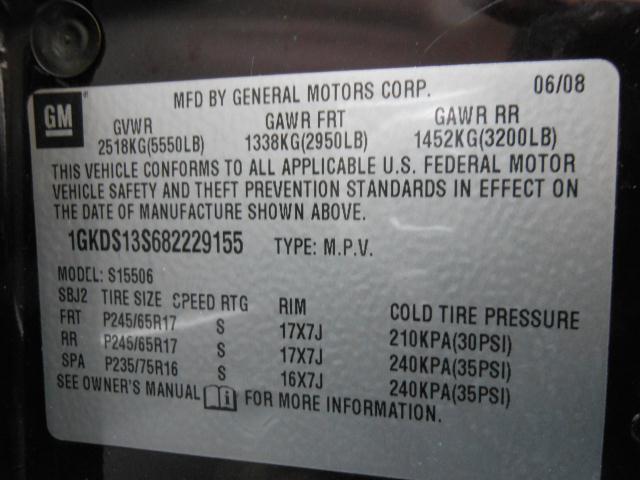 GM ® MFD BY GENERAL MOTORS CORP. 06/08
GVWR GAWR FRT GAWR RR
2518KG(5550LB) 1338KG(2950LB) 1452KG(3200LB)
THIS VEHICLE CONFORMS TO ALL APPLICABLE U.S. FEDERAL MOTOR
VEHICLE SAFETY AND THEFT PREVENTION STANDARDS IN EFFECT ON
THE DATE OF MANUFACTURE SHOWN ABOVE.
1GKDS13S682229155 TYPE: M.P.V.
MODEL: S15506
SBJ2 TIRE SIZE SPEED RTG RIM COLD TIRE PRESSURE
FRT P245/65R17 S 17X7J 210KPA(30PSI)
RR P245/65R17 S 17X7J 240KPA(35PSI)
SPA P235/75R16 S 16X7J 240KPA(35PSI)
SEE OWNER'S MANUAL i FOR MORE INFORMATION.